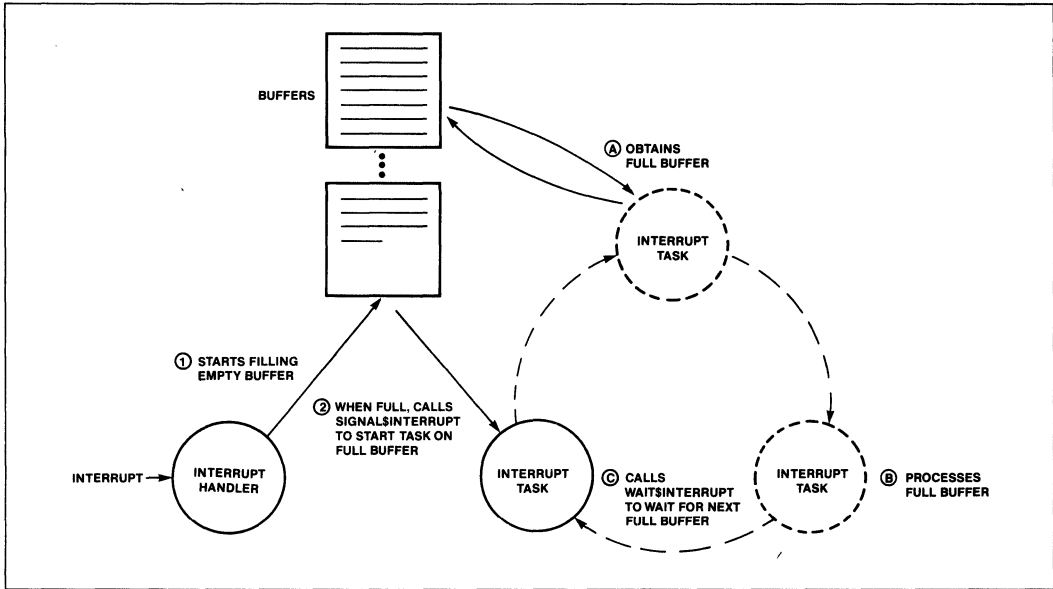 BUFFERS
Ⓐ OBTAINS
FULL BUFFER
INTERRUPT
TASK
① STARTS FILLING
EMPTY BUFFER
② WHEN FULL, CALLS
SIGNAL$INTERRUPT
TO START TASK ON
FULL BUFFER
INTERRUPT
INTERRUPT
HANDLER
INTERRUPT
TASK
Ⓒ CALLS
WAIT$INTERRUPT
TO WAIT FOR NEXT
FULL BUFFER
INTERRUPT
TASK
Ⓑ PROCESSES
FULL BUFFER